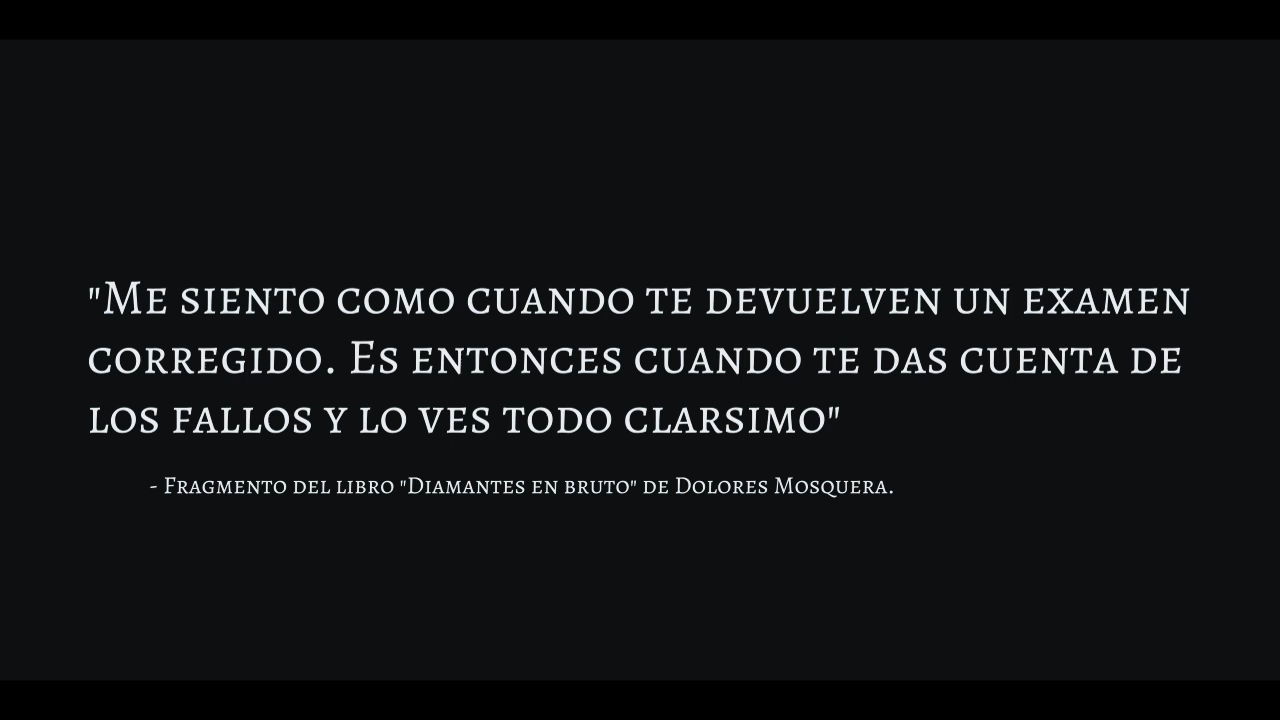 "Me siento como cuando te devuelven un examen
corregido. Es entonces cuando te das cuenta de
los fallos y lo ves todo clarsimo"
- Fragmento del libro "Diamantes en bruto" de Dolores Mosquera.